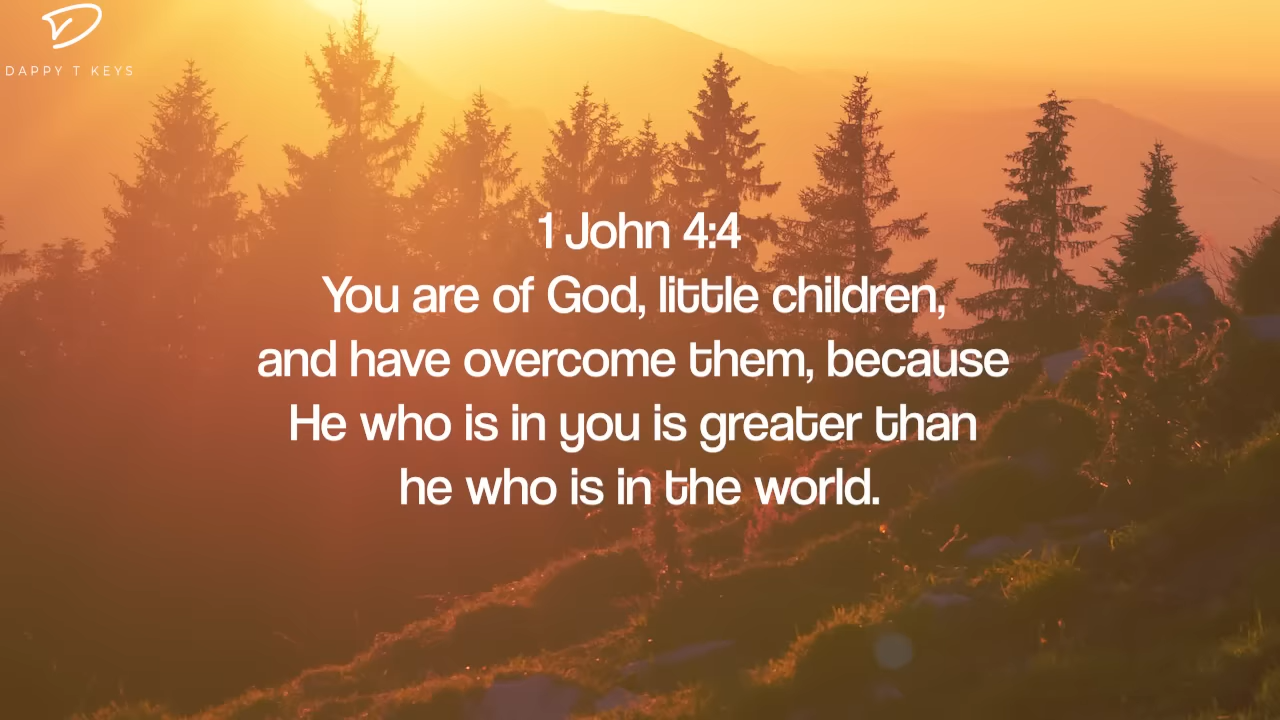 DAPPY T KEYS
1 John 4:4
You are of God, little children,
and have overcome them, because
He who is in you is greater than
he who is in the world.